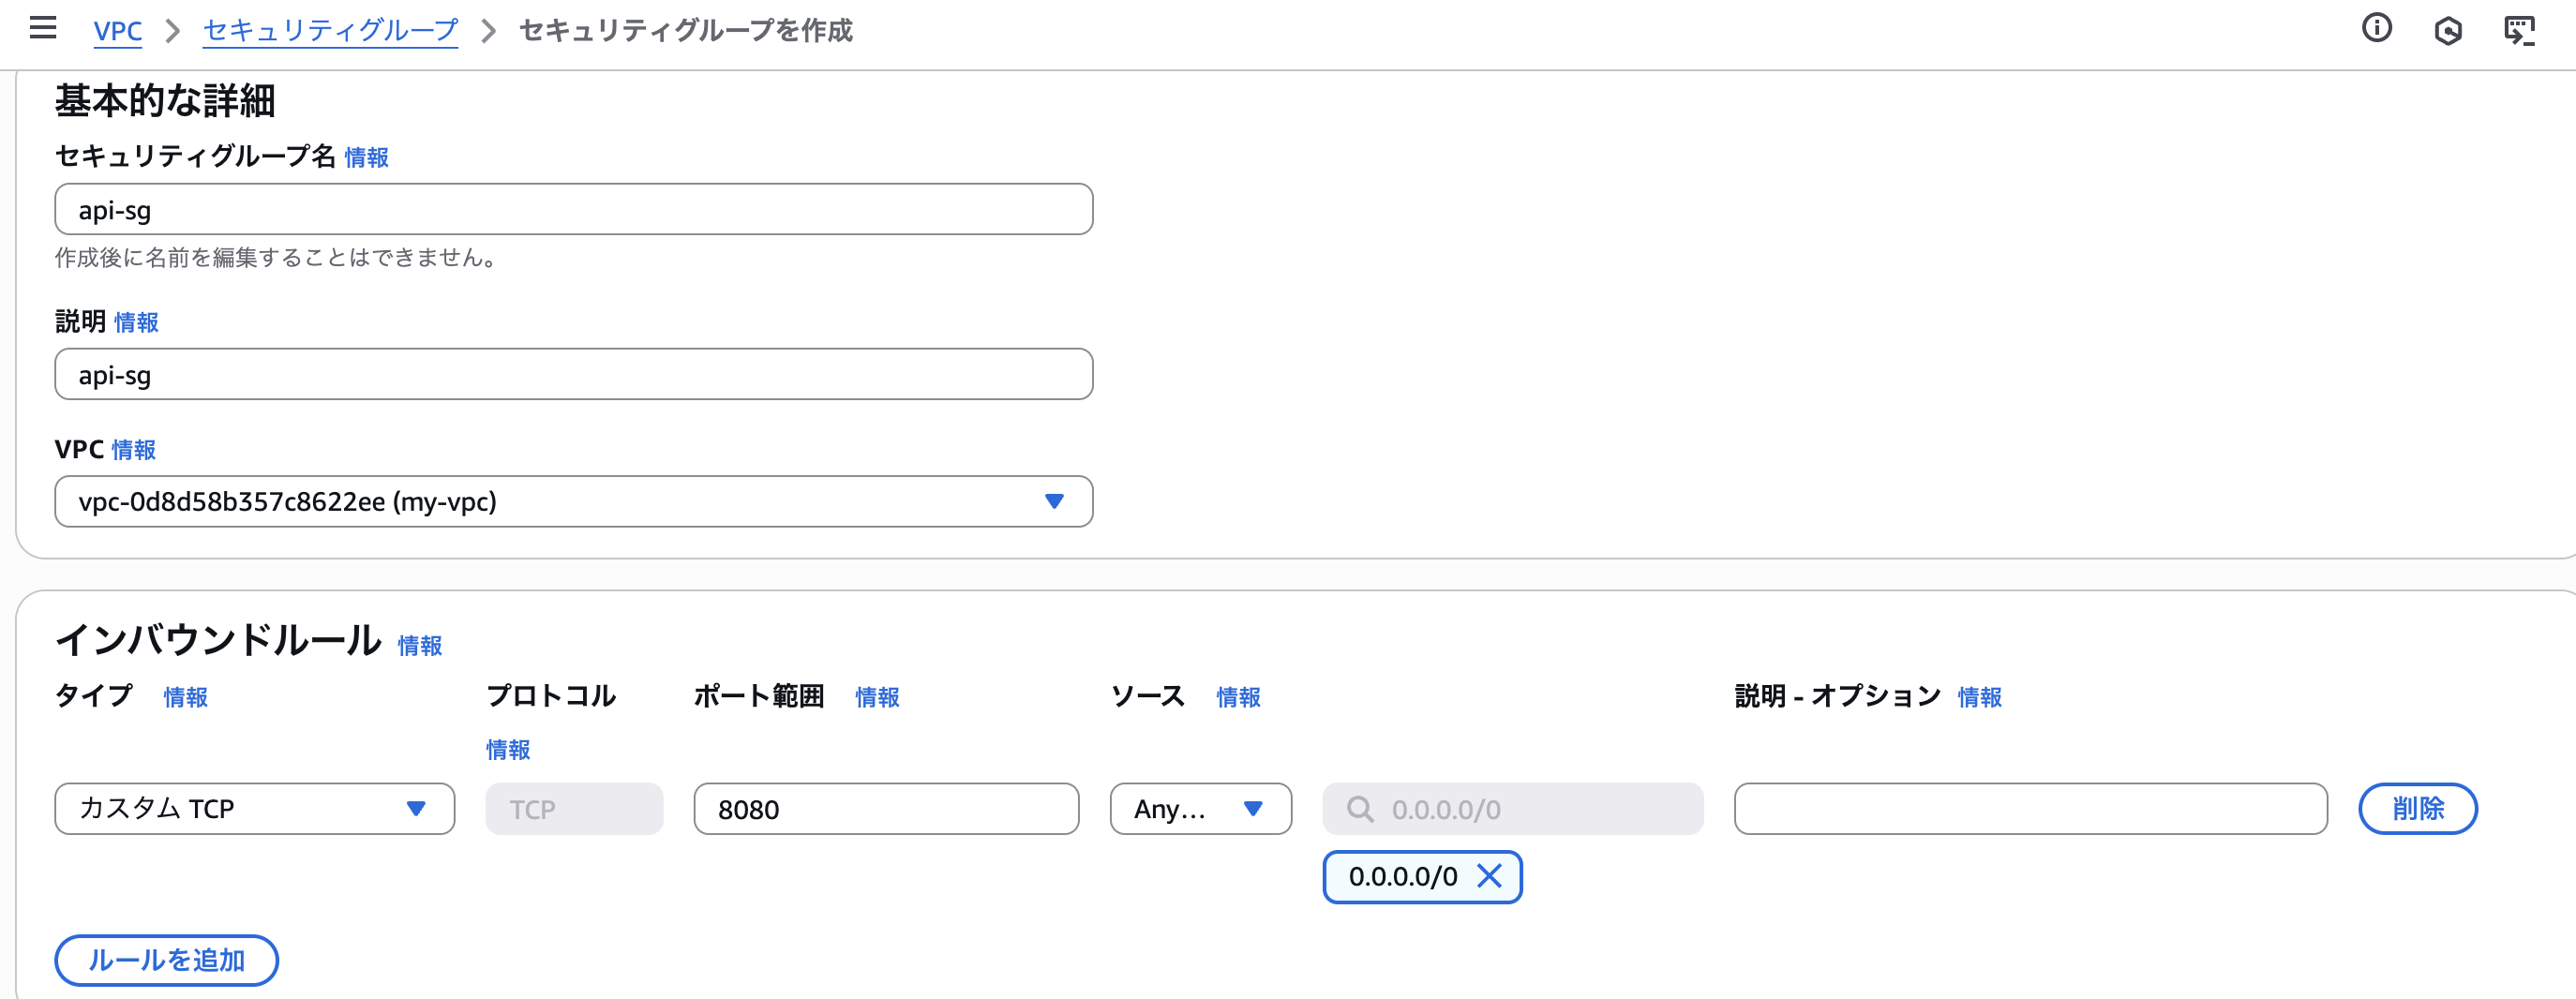 VPC > セキュリティグループ > セキュリティグループを作成
基本的な詳細
セキュリティグループ名 情報
api-sg
作成後に名前を編集することはできません。
説明 情報
api-sg
VPC 情報
vpc-0d8d58b357c8622ee (my-vpc)
インバウンドルール 情報
タイプ 情報 プロトコル 情報 ポート範囲 情報 ソース 情報 説明 - オプション 情報
カスタム TCP TCP 8080 Any... 0.0.0.0/0 削除
0.0.0.0/0
ルールを追加